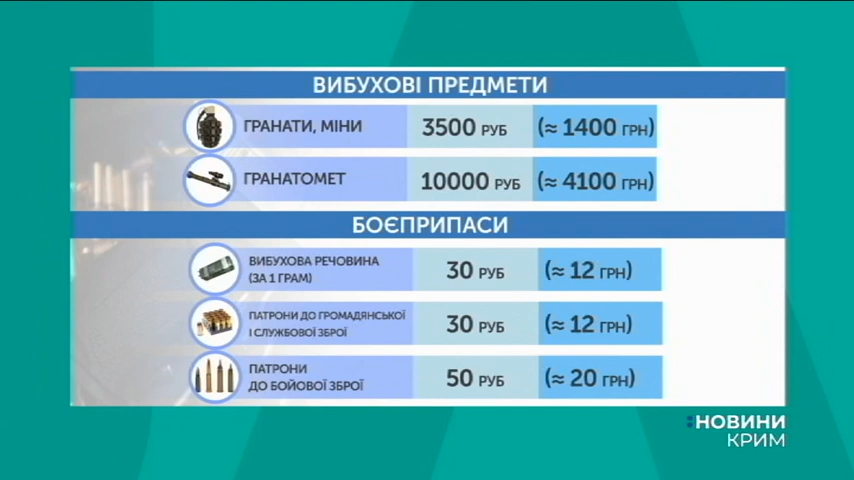 ВИБУХОВІ ПРЕДМЕТИ
ГРАНАТИ, МІНИ 3500 РУБ (≈ 1400 ГРН)
ГРАНАТОМЕТ 10000 РУБ (≈ 4100 ГРН)
БОЄПРИПАСИ
ВИБУХОВА РЕЧОВИНА
(ЗА 1 ГРАМ) 30 РУБ (≈ 12 ГРН)
ПАТРОНИ ДО ГРОМАДЯНСЬКОЇ
І СЛУЖБОВОЇ ЗБРОЇ 30 РУБ (≈ 12 ГРН)
ПАТРОНИ
ДО БОЙОВОЇ ЗБРОЇ 50 РУБ (≈ 20 ГРН)
:НОВИНИ
КРИМ